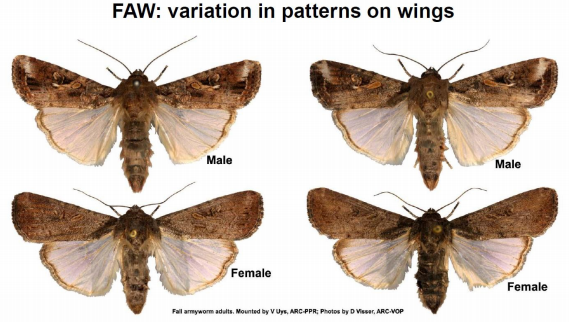 FAW: variation in patterns on wings
Male
Male
Female
Female
Fall armyworm adults. Mounted by V Uys, ARC-PPR; Photos by D Visser, ARC-VOP